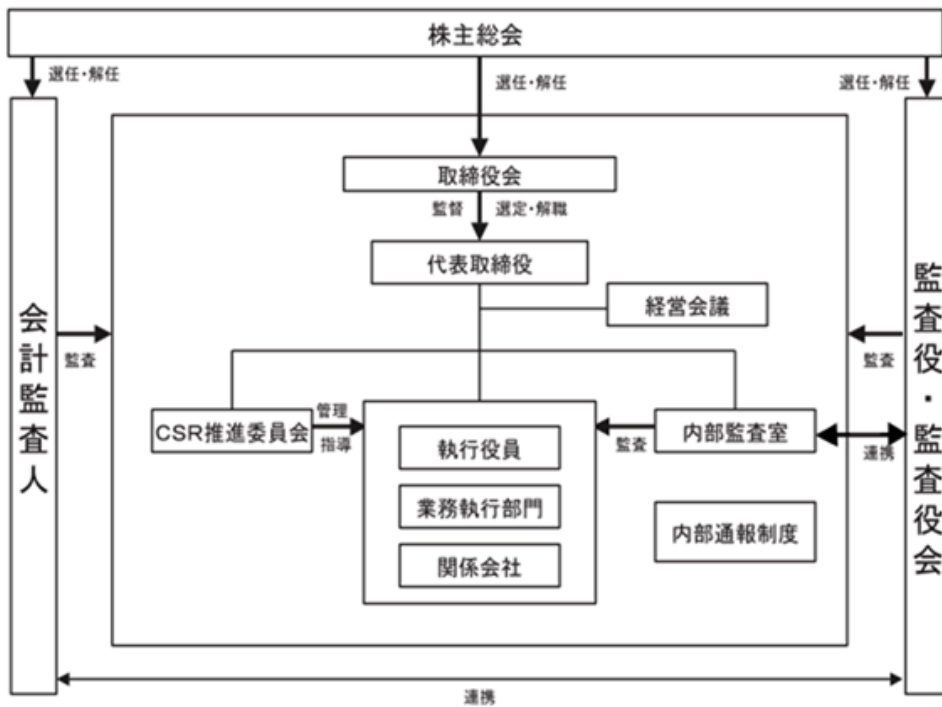 株主総会
選任・解任
選任・解任
選任・解任
取締役会
監督
選定・解職
代表取締役
経営会議
会計監査人
監査
監査
監査役・監査役会
CSR推進委員会
管理
指導
執行役員
業務執行部門
関係会社
監査
内部監査室
連携
内部通報制度
連携